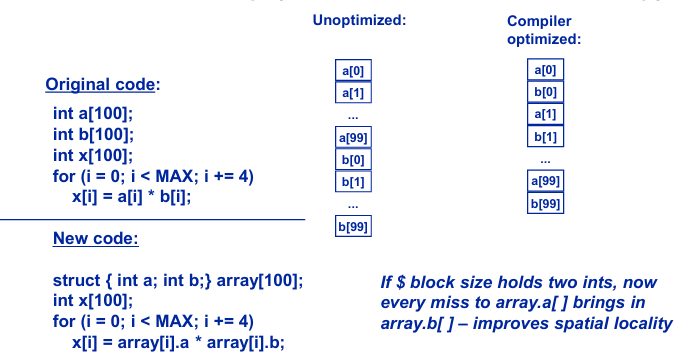 Unoptimized:
Compiler
optimized:
Original code:
int a[100];
int b[100];
int x[100];
for (i = 0; i < MAX; i += 4)
x[i] = a[i] * b[i];
a[0]
a[1]
...
a[99]
b[0]
b[1]
...
b[99]
a[0]
b[0]
a[1]
b[1]
...
a[99]
b[99]
New code:
struct { int a; int b;} array[100];
int x[100];
for (i = 0; i < MAX; i += 4)
x[i] = array[i].a * array[i].b;
If $ block size holds two ints, now
every miss to array.a[ ] brings in
array.b[ ] – improves spatial locality